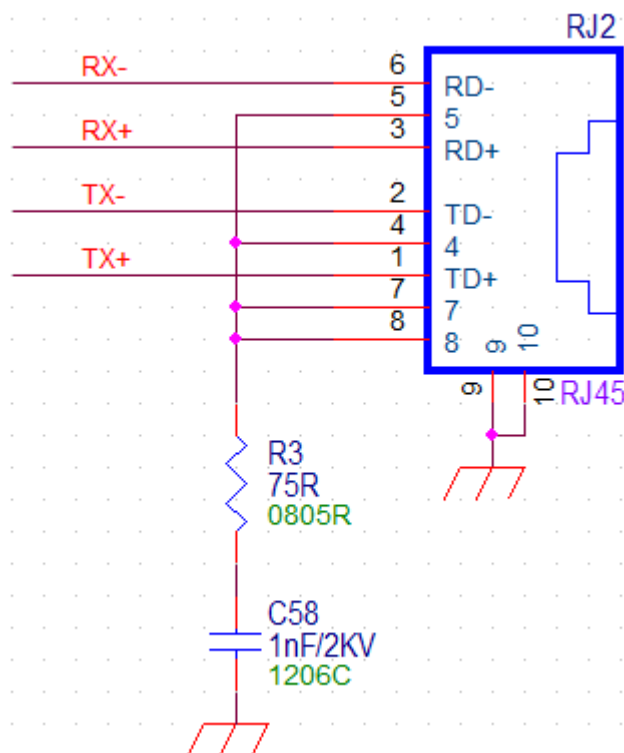 RJ2
RX-
6
RD-
5
5
RX+
3
RD+
TX-
2
TD-
4
4
TX+
1
TD+
7
7
8
8
9
10
9
10
RJ45
R3
75R
0805R
C58
1nF/2KV
1206C